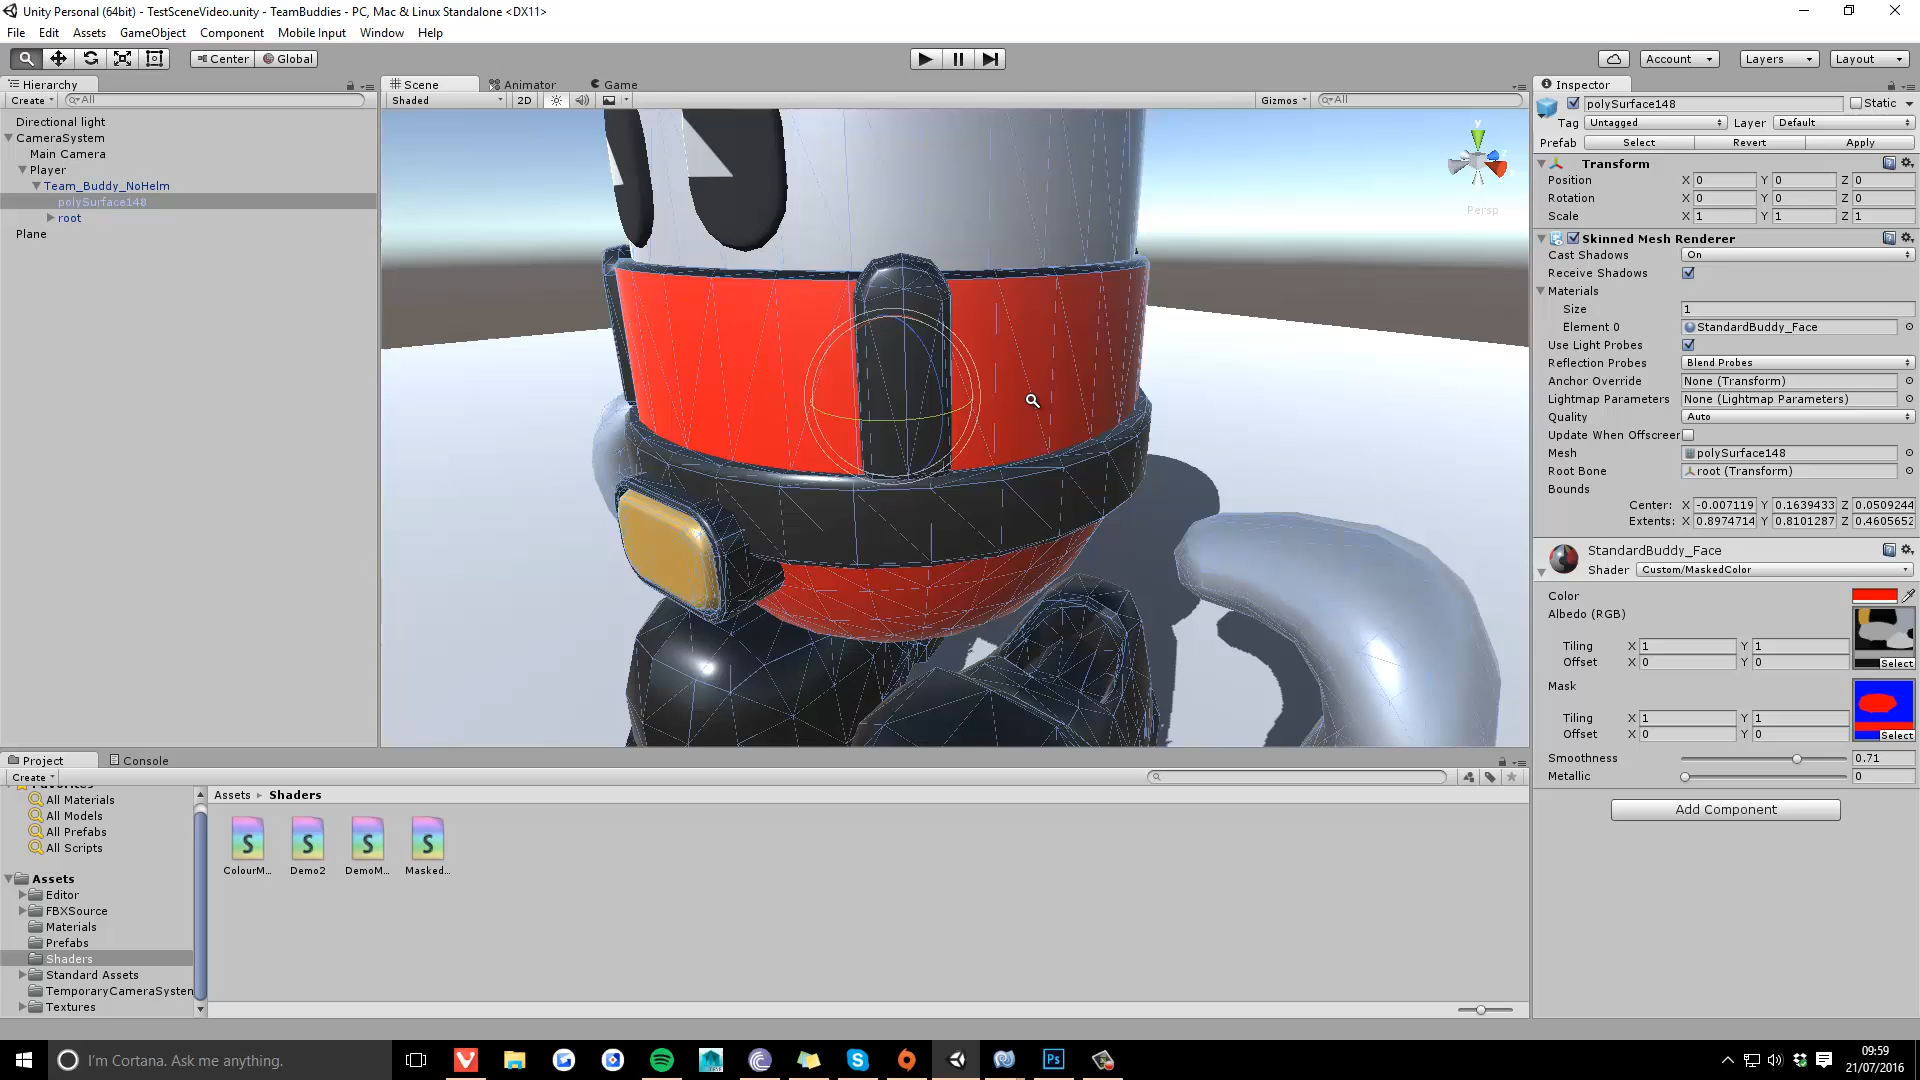 Unity Personal (64bit) - TestSceneVideo.unity - TeamBuddies - PC, Mac & Linux Standalone <DX11>
File Edit Assets GameObject Component Mobile Input Window Help
Center Global Account Layers Layout
Hierarchy
Create All
Directional light
CameraSystem
Main Camera
Player
Team_Buddy_NoHelm
polySurface148
root
Plane
Scene Animator Game
Shaded 2D Gizmos All
y
Persp
Inspector
polySurface148 Static
Tag Untagged Layer Default
Prefab Select Revert Apply
Transform
Position X 0 Y 0 Z 0
Rotation X 0 Y 0 Z 0
Scale X 1 Y 1 Z 1
Skinned Mesh Renderer
Cast Shadows On
Receive Shadows
Materials
Size 1
Element 0 StandardBuddy_Face
Use Light Probes
Reflection Probes Blend Probes
Anchor Override None (Transform)
Lightmap Parameters None (Lightmap Parameters)
Quality Auto
Update When Offscreen
Mesh polySurface148
Root Bone root (Transform)
Bounds
Center: X -0.007119 Y 0.1639433 Z 0.0509244
Extents: X 0.8974714 Y 0.8101287 Z 0.4605652
StandardBuddy_Face
Shader Custom/MaskedColor
Color
Albedo (RGB)
Tiling X 1 Y 1
Offset X 0 Y 0
Select
Mask
Tiling X 1 Y 1
Offset X 0 Y 0
Select
Smoothness 0.71
Metallic 0
Add Component
Project Console
Create
Favorites
All Materials
All Models
All Prefabs
All Scripts
Assets
Editor
FBXSource
Materials
Prefabs
Shaders
Standard Assets
TemporaryCameraSysten
Textures
Assets Shaders
S S S S
ColourM... Demo2 DemoM... Masked...
I'm Cortana. Ask me anything.
Ps
09:59
21/07/2016